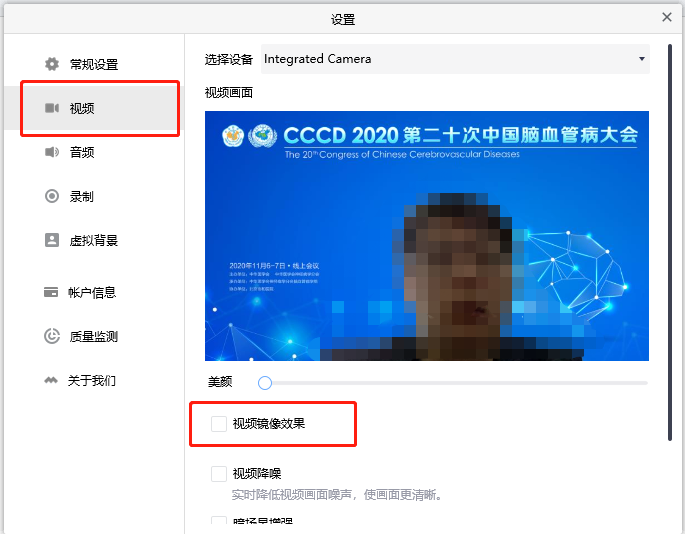 设置
常规设置
视频
音频
录制
虚拟背景
帐户信息
质量监测
关于我们
选择设备
Integrated Camera
视频画面
CCCD 2020 第二十次中国脑血管病大会
The 20th Congress of Chinese Cerebrovascular Diseases
2020年11月6-7日·线上会议
美颜
视频镜像效果
视频降噪
实时降低视频画面噪声，使画面更清晰。
暗场景增强